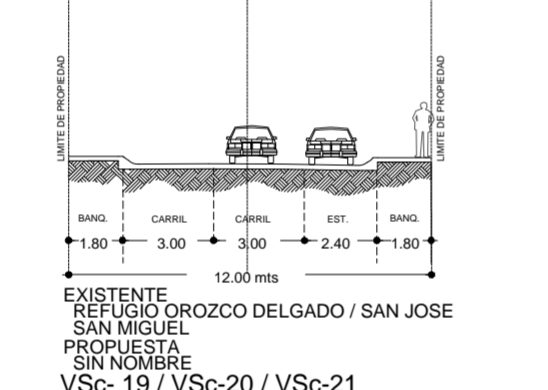 LIMITE DE PROPIEDAD
LIMITE DE PROPIEDAD
BANQ. CARRIL CARRIL EST. BANQ.
1.80 3.00 3.00 2.40 1.80
12.00 mts
EXISTENTE
REFUGIO OROZCO DELGADO / SAN JOSE
SAN MIGUEL
PROPUESTA
SIN NOMBRE
VSc- 19 / VSc-20 / VSc-21